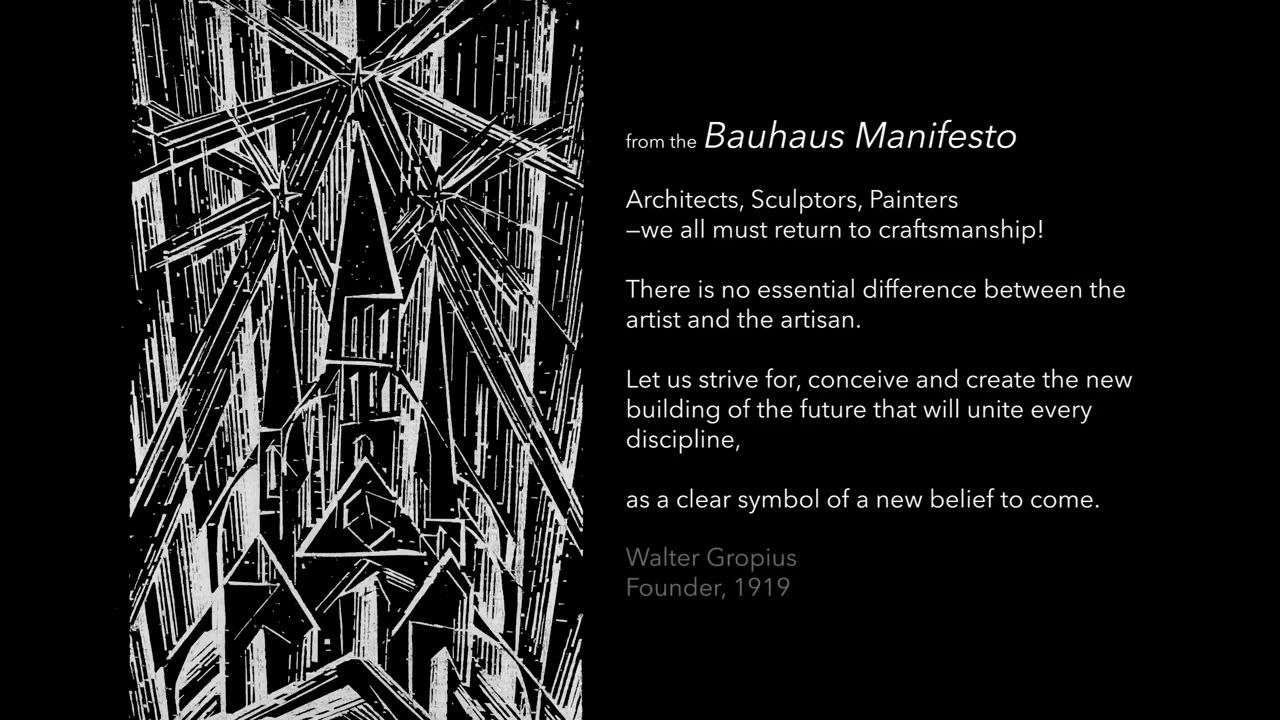 from the Bauhaus Manifesto
Architects, Sculptors, Painters
—we all must return to craftsmanship!
There is no essential difference between the
artist and the artisan.
Let us strive for, conceive and create the new
building of the future that will unite every
discipline,
as a clear symbol of a new belief to come.
Walter Gropius
Founder, 1919